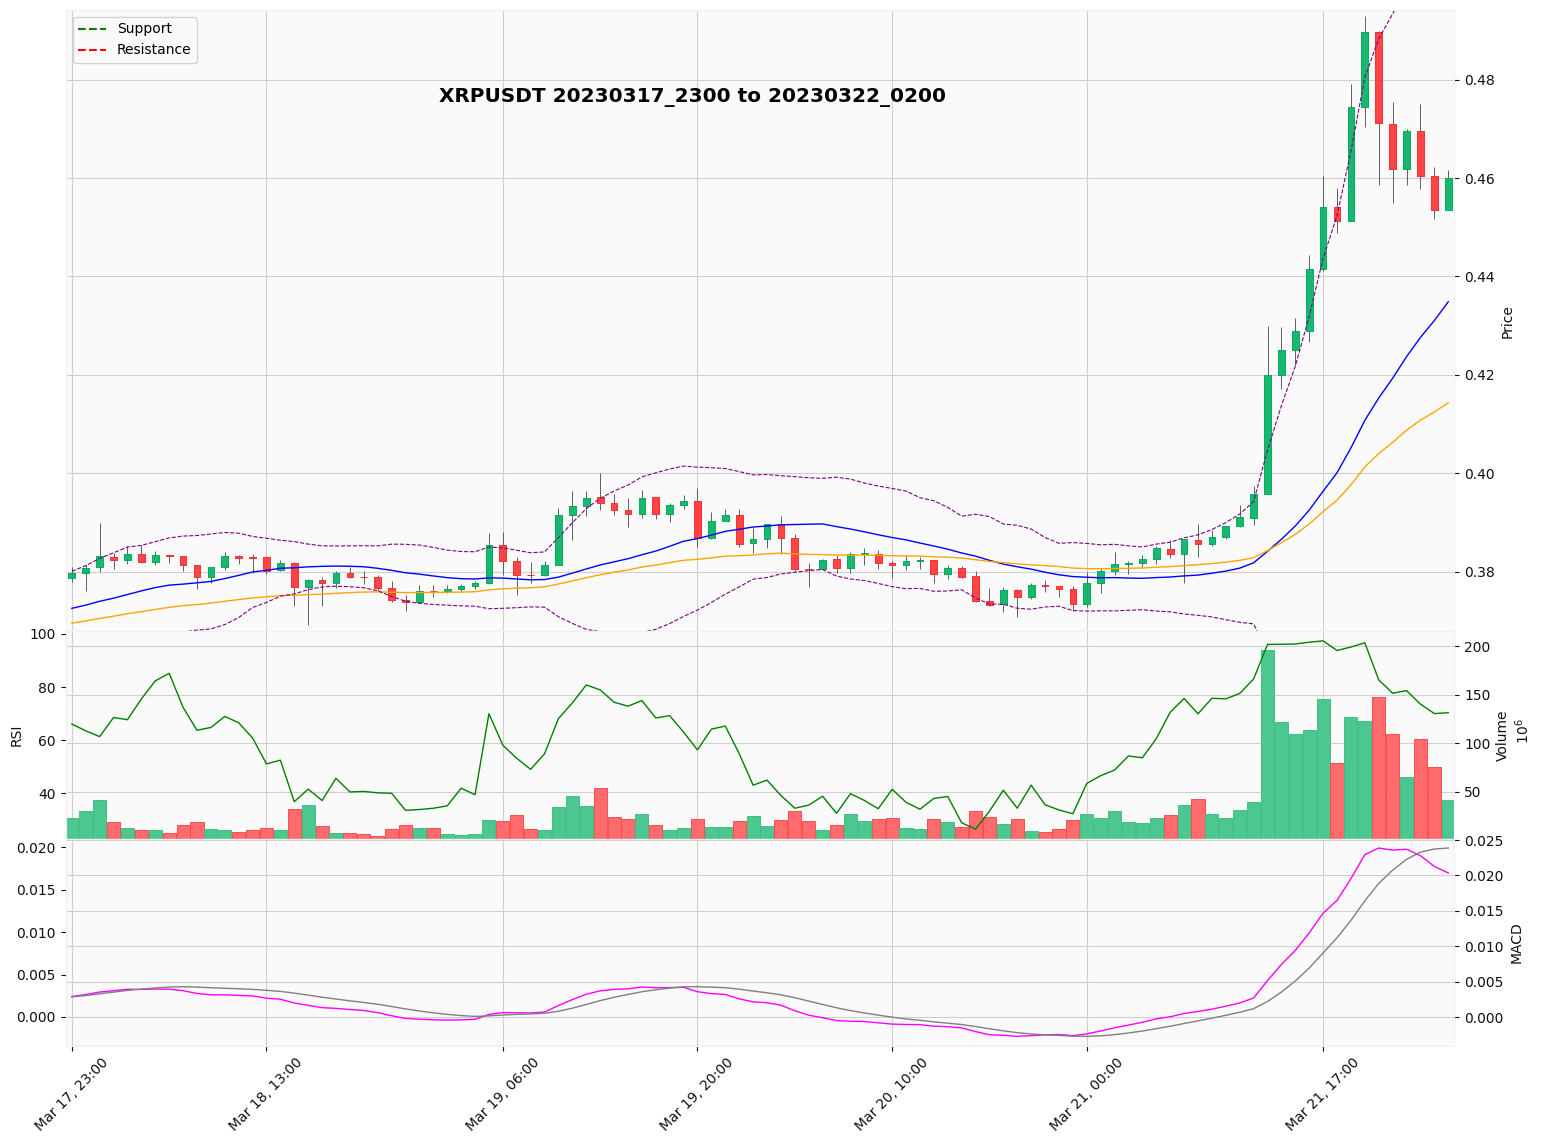 Support
Resistance
XRPUSDT 20230317_2300 to 20230322_0200
0.48
0.46
0.44
0.42
0.40
0.38
Price
100
80
60
40
RSI
200
150
100
50
Volume
10^6
0.020
0.015
0.010
0.005
0.000
0.025
0.020
0.015
0.010
0.005
0.000
MACD
Mar 17, 23:00
Mar 18, 13:00
Mar 19, 06:00
Mar 19, 20:00
Mar 20, 10:00
Mar 21, 00:00
Mar 21, 17:00